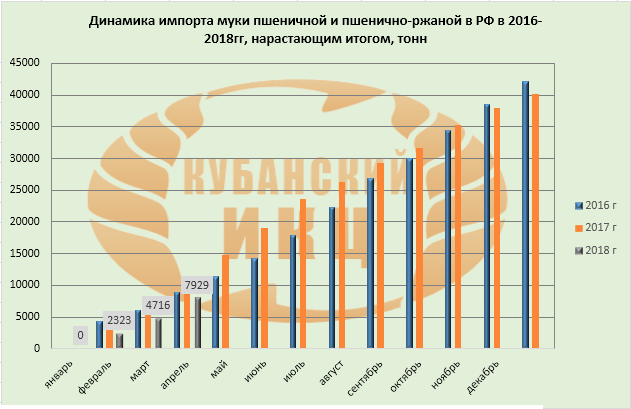 Динамика импорта муки пшеничной и пшенично-ржаной в РФ в 2016-
2018гг, нарастающим итогом, тонн
45000
40000
35000
30000
25000
20000
15000
10000
5000
0
КУБАНСКИЙ
ИКЦ
0
2323
4716
7929
январь
февраль
март
апрель
май
июнь
июль
август
сентябрь
октябрь
ноябрь
декабрь
2016 г
2017 г
2018 г